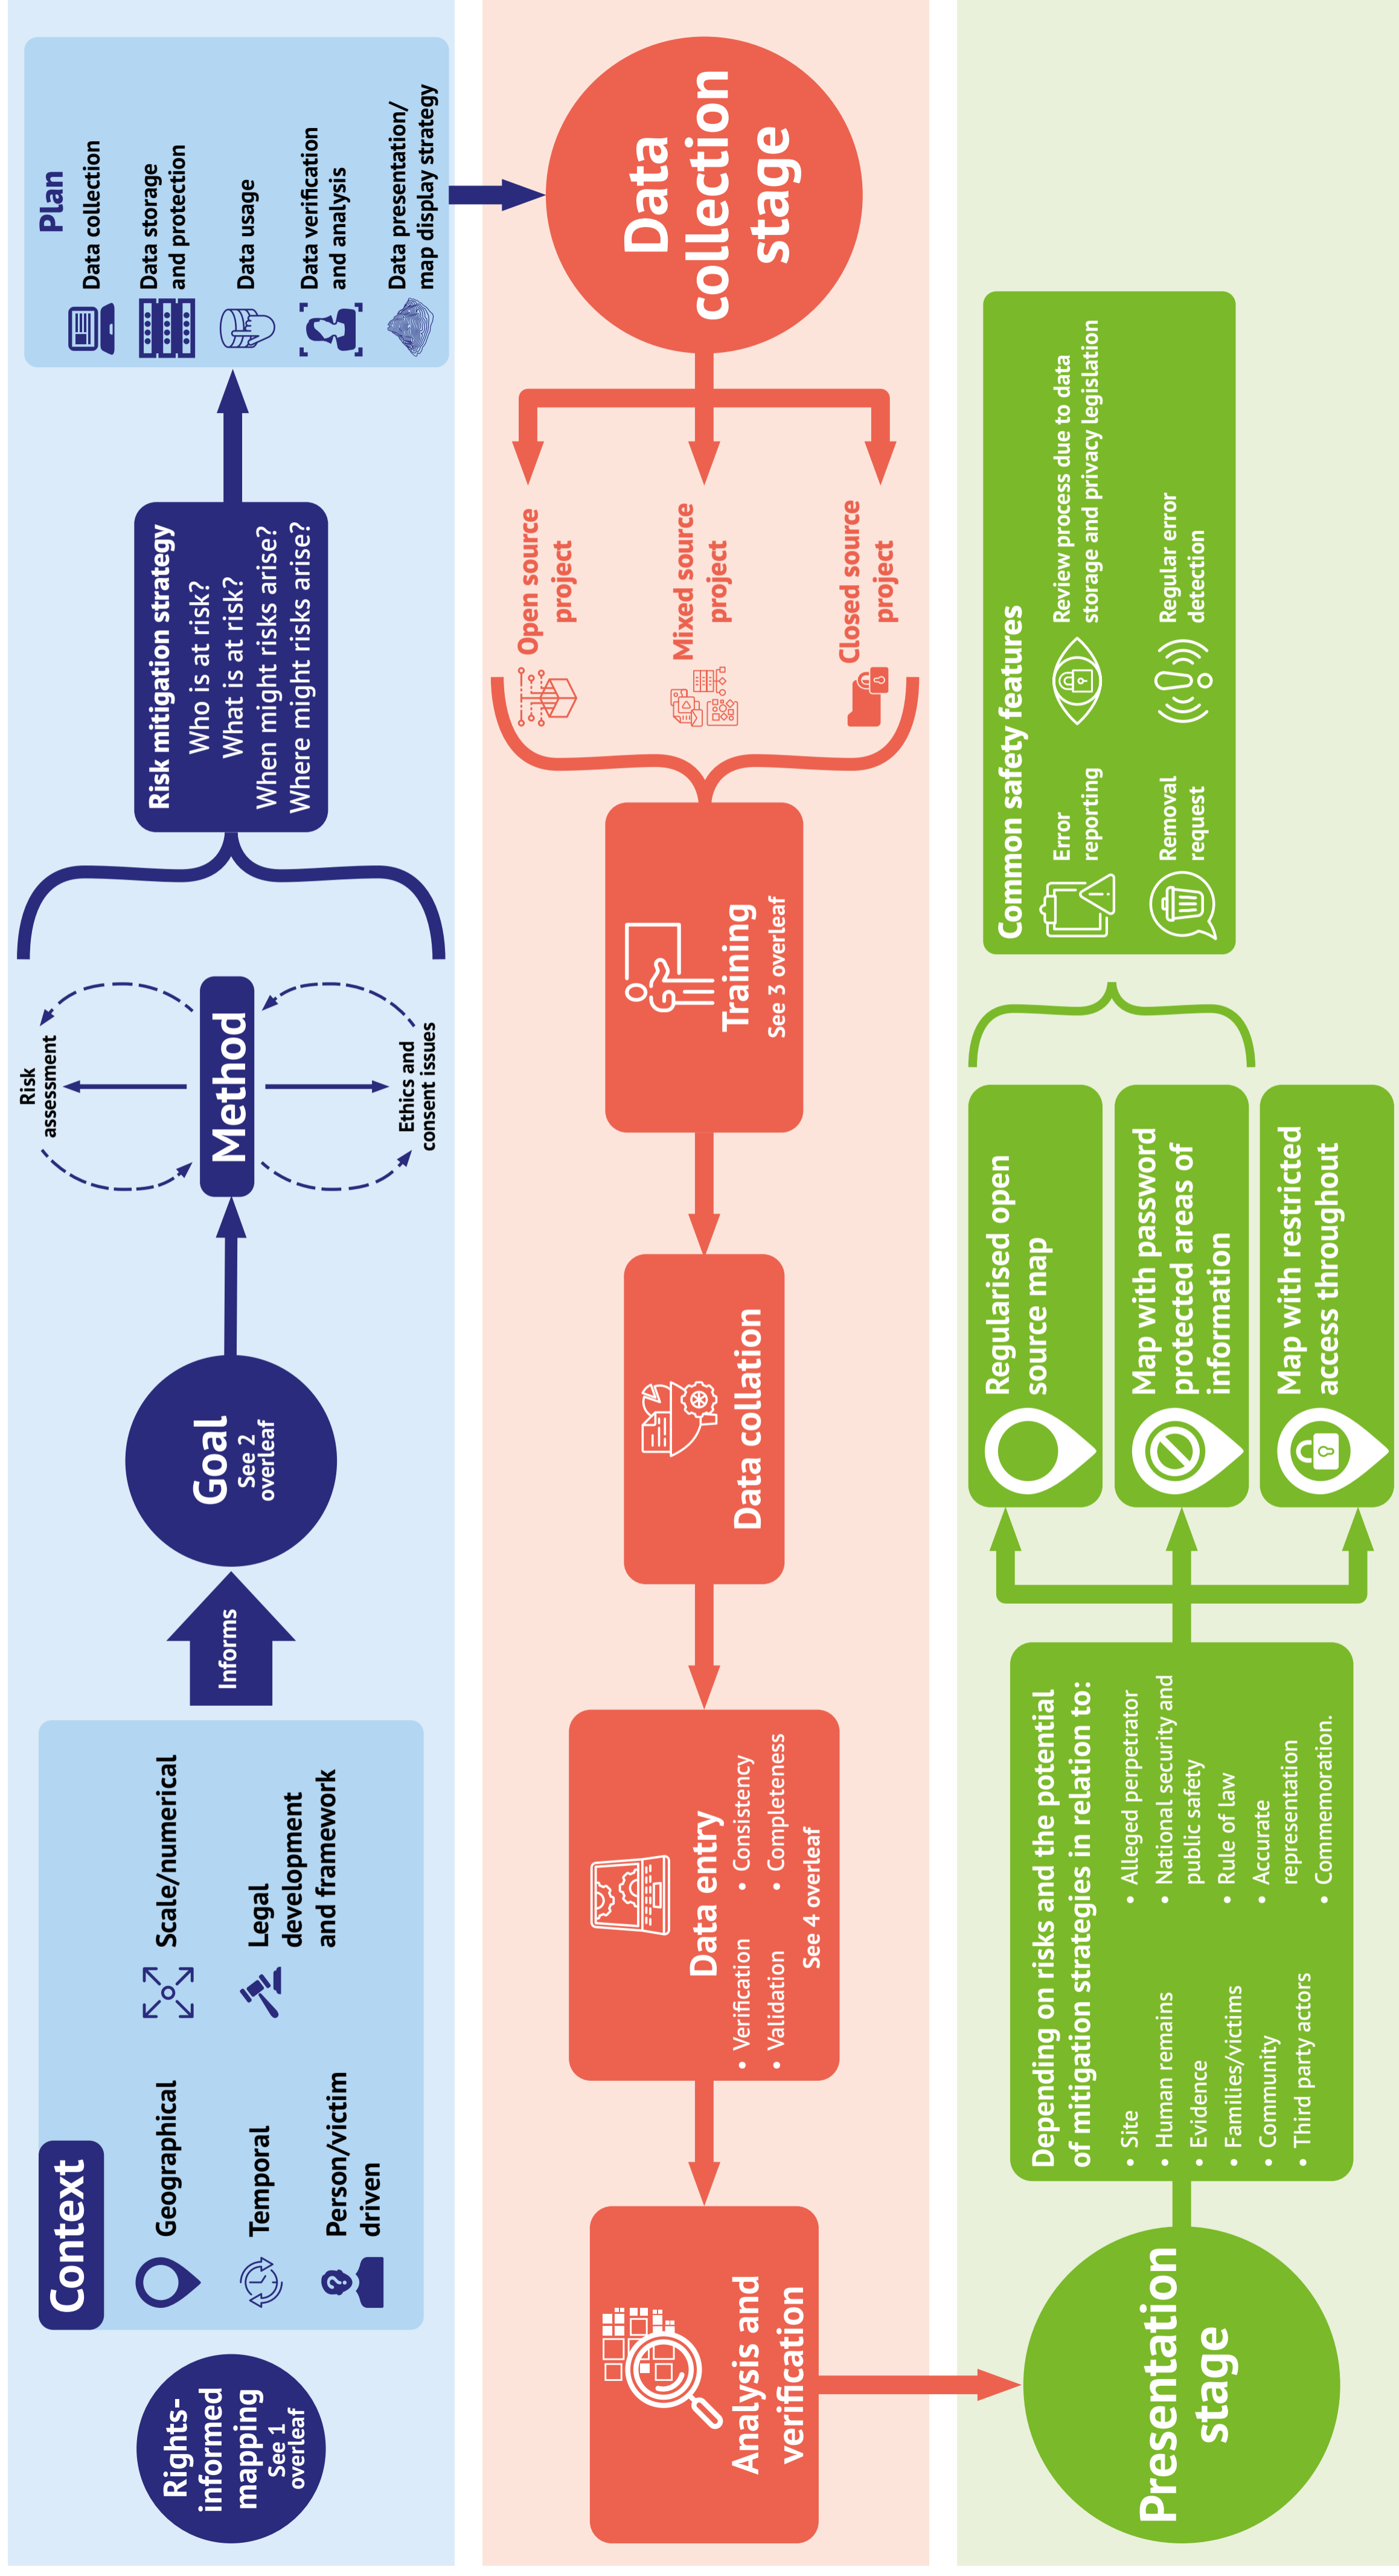 Rights-
informed
mapping
See 1
overleaf
Context
Geographical
Temporal
Person/victim
driven
Scale/numerical
Legal
development
and framework
Informs
Goal
See 2
overleaf
Method
Risk
assessment
Ethics and
consent issues
Risk mitigation strategy
Who is at risk?
What is at risk?
When might risks arise?
Where might risks arise?
Plan
Data collection
Data storage
and protection
Data usage
Data verification
and analysis
Data presentation/
map display strategy
Data
collection
stage
Open source
project
Mixed source
project
Closed source
project
Training
See 3 overleaf
Data collation
Data entry
• Verification
• Validation
• Consistency
• Completeness
See 4 overleaf
Analysis and
verification
Presentation
stage
Depending on risks and the potential
of mitigation strategies in relation to:
• Site
• Human remains
• Evidence
• Families/victims
• Community
• Third party actors
• Alleged perpetrator
• National security and
public safety
• Rule of law
• Accurate
representation
• Commemoration.
Regularised open
source map
Map with password
protected areas of
information
Map with restricted
access throughout
Common safety features
Error
reporting
Removal
request
Review process due to data
storage and privacy legislation
Regular error
detection